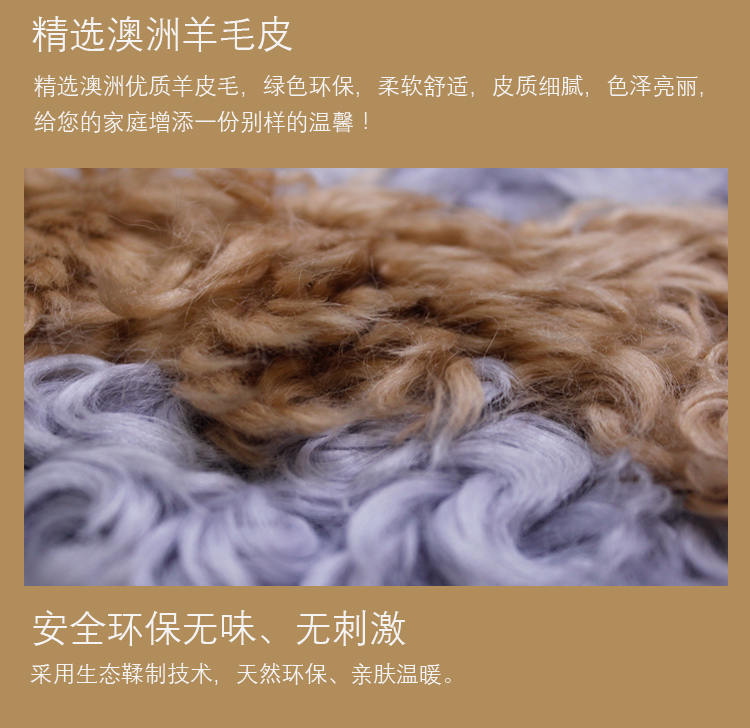 精选澳洲羊毛皮
精选澳洲优质羊皮毛，绿色环保，柔软舒适，皮质细腻，色泽亮丽，
给您的家庭增添一份别样的温馨！
安全环保无味、无刺激
采用生态鞣制技术，天然环保、亲肤温暖。